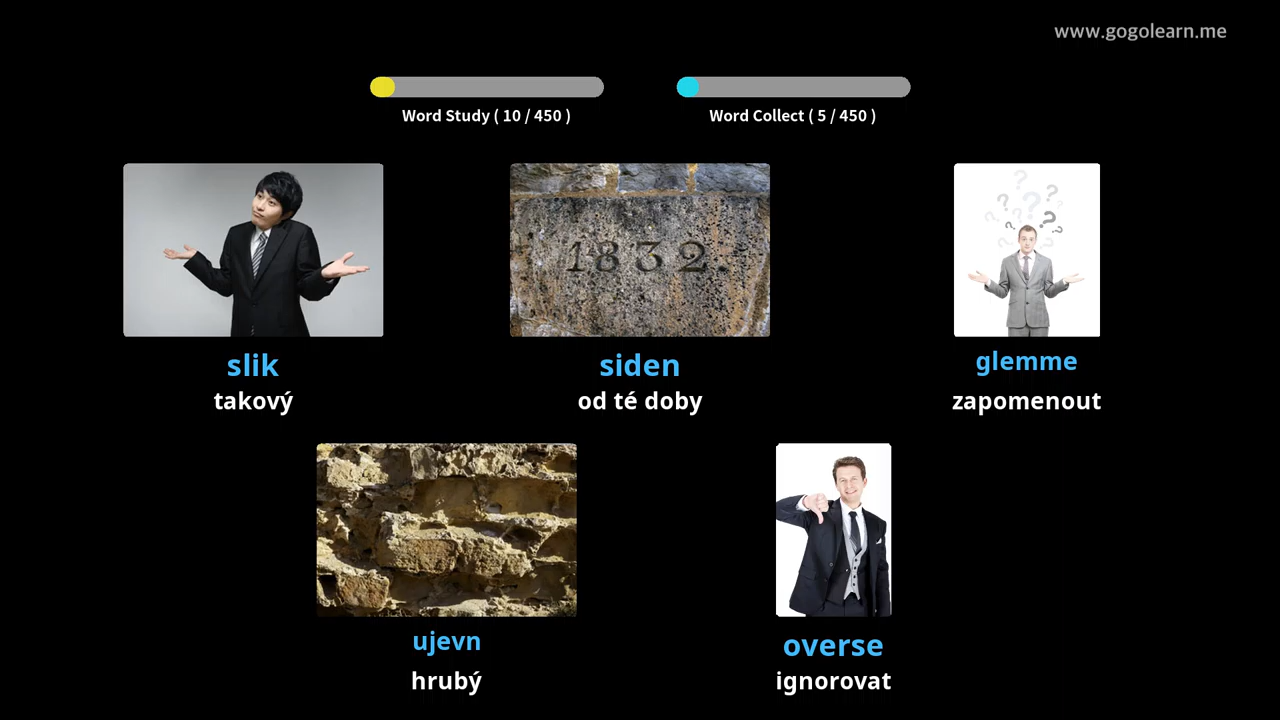 www.gogolearn.me
Word Study ( 10 / 450 )
Word Collect ( 5 / 450 )
1832.
slik
takový
siden
od té doby
glemme
zapomenout
ujevn
hrubý
overse
ignorovat